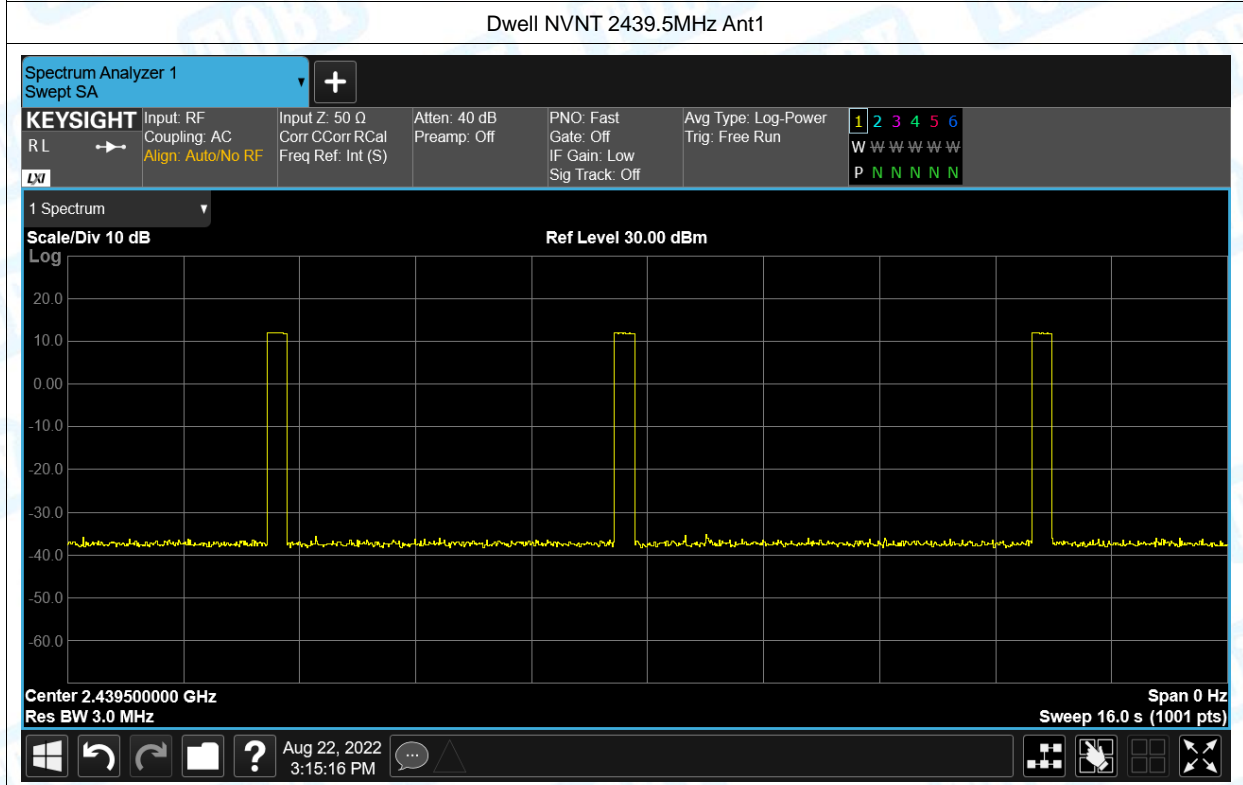 Dwell NVNT 2439.5MHz Ant1
Spectrum Analyzer 1
Swept SA
KEYSIGHT
R L
LXI
Input: RF
Coupling: AC
Align: Auto/No RF
Input Z: 50 Ω
Corr CCorr RCal
Freq Ref: Int (S)
Atten: 40 dB
Preamp: Off
PNO: Fast
Gate: Off
IF Gain: Low
Sig Track: Off
Avg Type: Log-Power
Trig: Free Run
1 2 3 4 5 6
W W W W W W
P N N N N N
1 Spectrum
Scale/Div 10 dB
Ref Level 30.00 dBm
Log
20.0
10.0
0.00
-10.0
-20.0
-30.0
-40.0
-50.0
-60.0
Center 2.439500000 GHz
Span 0 Hz
Res BW 3.0 MHz
Sweep 16.0 s (1001 pts)
?
Aug 22, 2022
3:15:16 PM